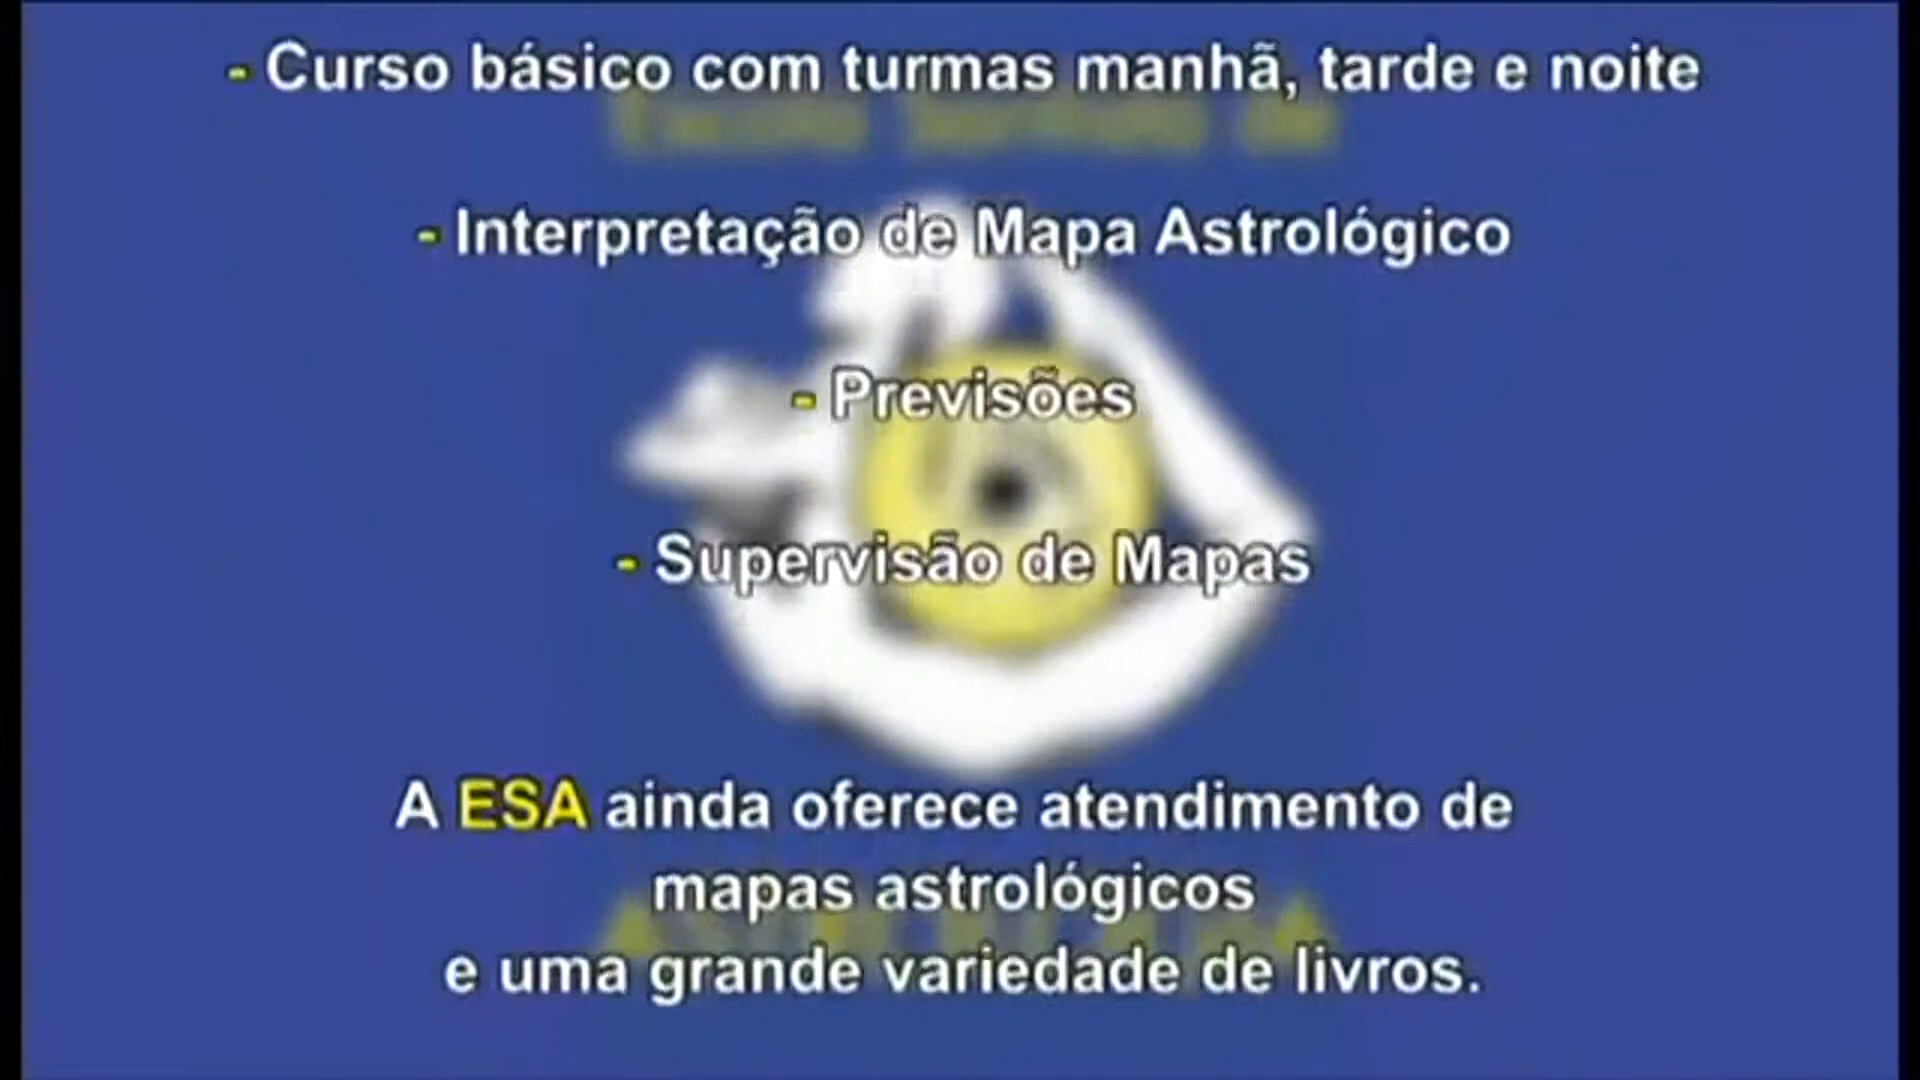 - Curso básico com turmas manhã, tarde e noite
- Interpretação de Mapa Astrológico
- Previsões
- Supervisão de Mapas
A ESA ainda oferece atendimento de
mapas astrológicos
e uma grande variedade de livros.